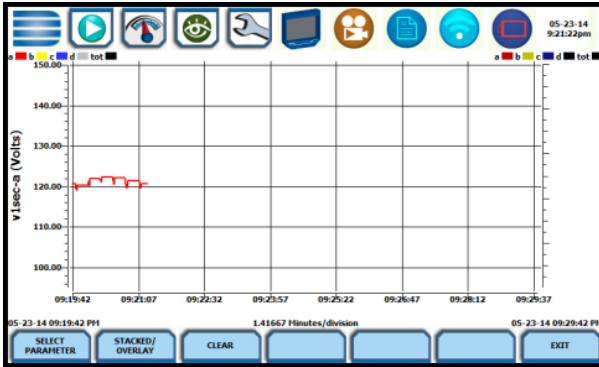 05-23-14
9:21:22pm
a b c d tot
a b c d tot
150.00
140.00
130.00
120.00
110.00
100.00
v1sec-a (Volts)
09:19:42 09:21:07 09:22:32 09:23:57 09:25:22 09:26:47 09:28:12 09:29:37
05-23-14 09:19:42 PM 1.41667 Minutes/division 05-23-14 09:29:42 PM
SELECT PARAMETER
STACKED/ OVERLAY
CLEAR
EXIT